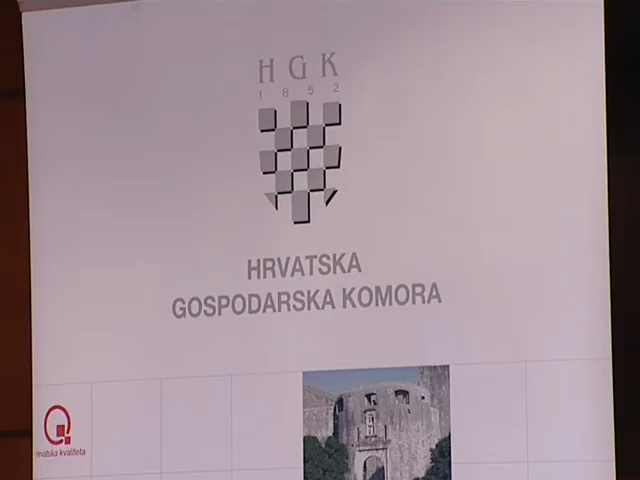 HGK
1852
HRVATSKA
GOSPODARSKA KOMORA
Hrvatska kvaliteta